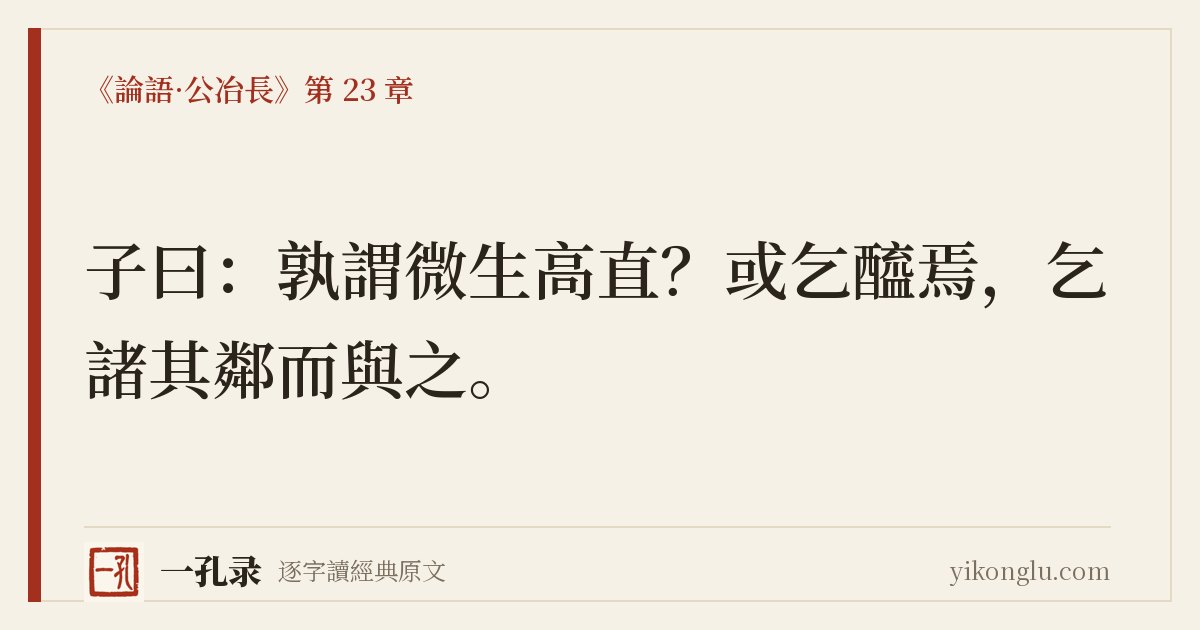 《論語·公冶長》第 23 章
子曰：孰謂微生高直？或乞醯焉，乞
諸其鄰而與之。
一孔
一孔录 逐字讀經典原文 yikonglu.com